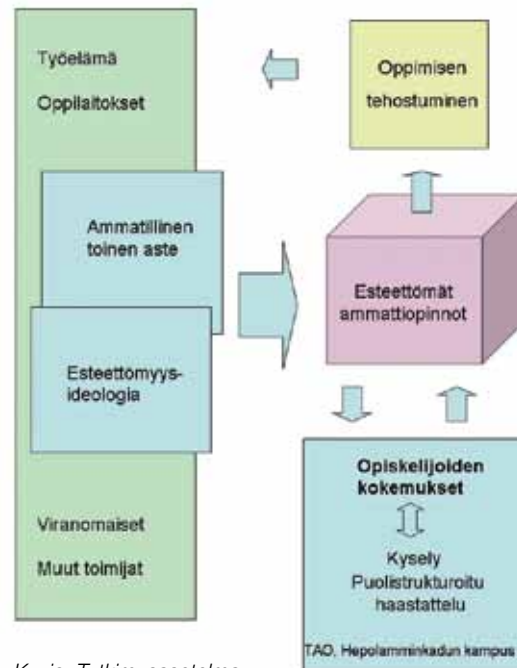 Työelämä
Oppilaitokset
Ammatillinen
toinen aste
Esteettömyys-
ideologia
Viranomaiset
Muut toimijat
Oppimisen
tehostuminen
Esteettömät
ammattiopinnot
Opiskelijoiden
kokemukset
Kysely
Puolistrukturoitu
haastattelu
TAO, Hepolamminkadun kampus